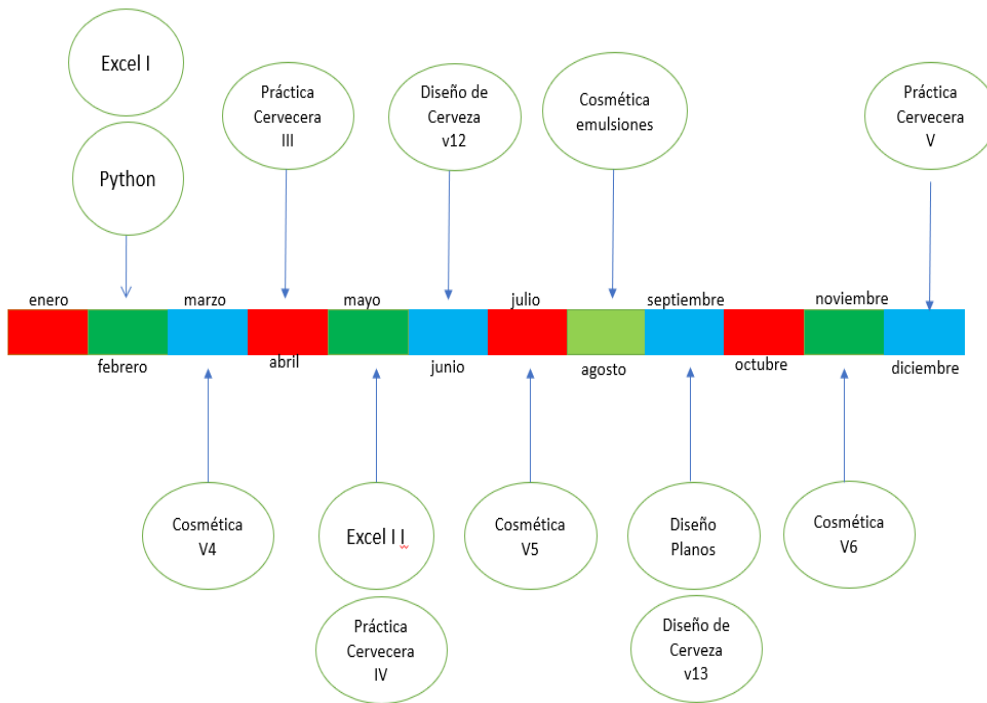 Excel I
Python
Práctica
Cervecera
III
Diseño de
Cerveza
v12
Cosmética
emulsiones
Práctica
Cervecera
V
enero
febrero
marzo
abril
mayo
junio
julio
agosto
septiembre
octubre
noviembre
diciembre
Cosmética
V4
Excel I I
Práctica
Cervecera
IV
Cosmética
V5
Diseño
Planos
Diseño de
Cerveza
v13
Cosmética
V6